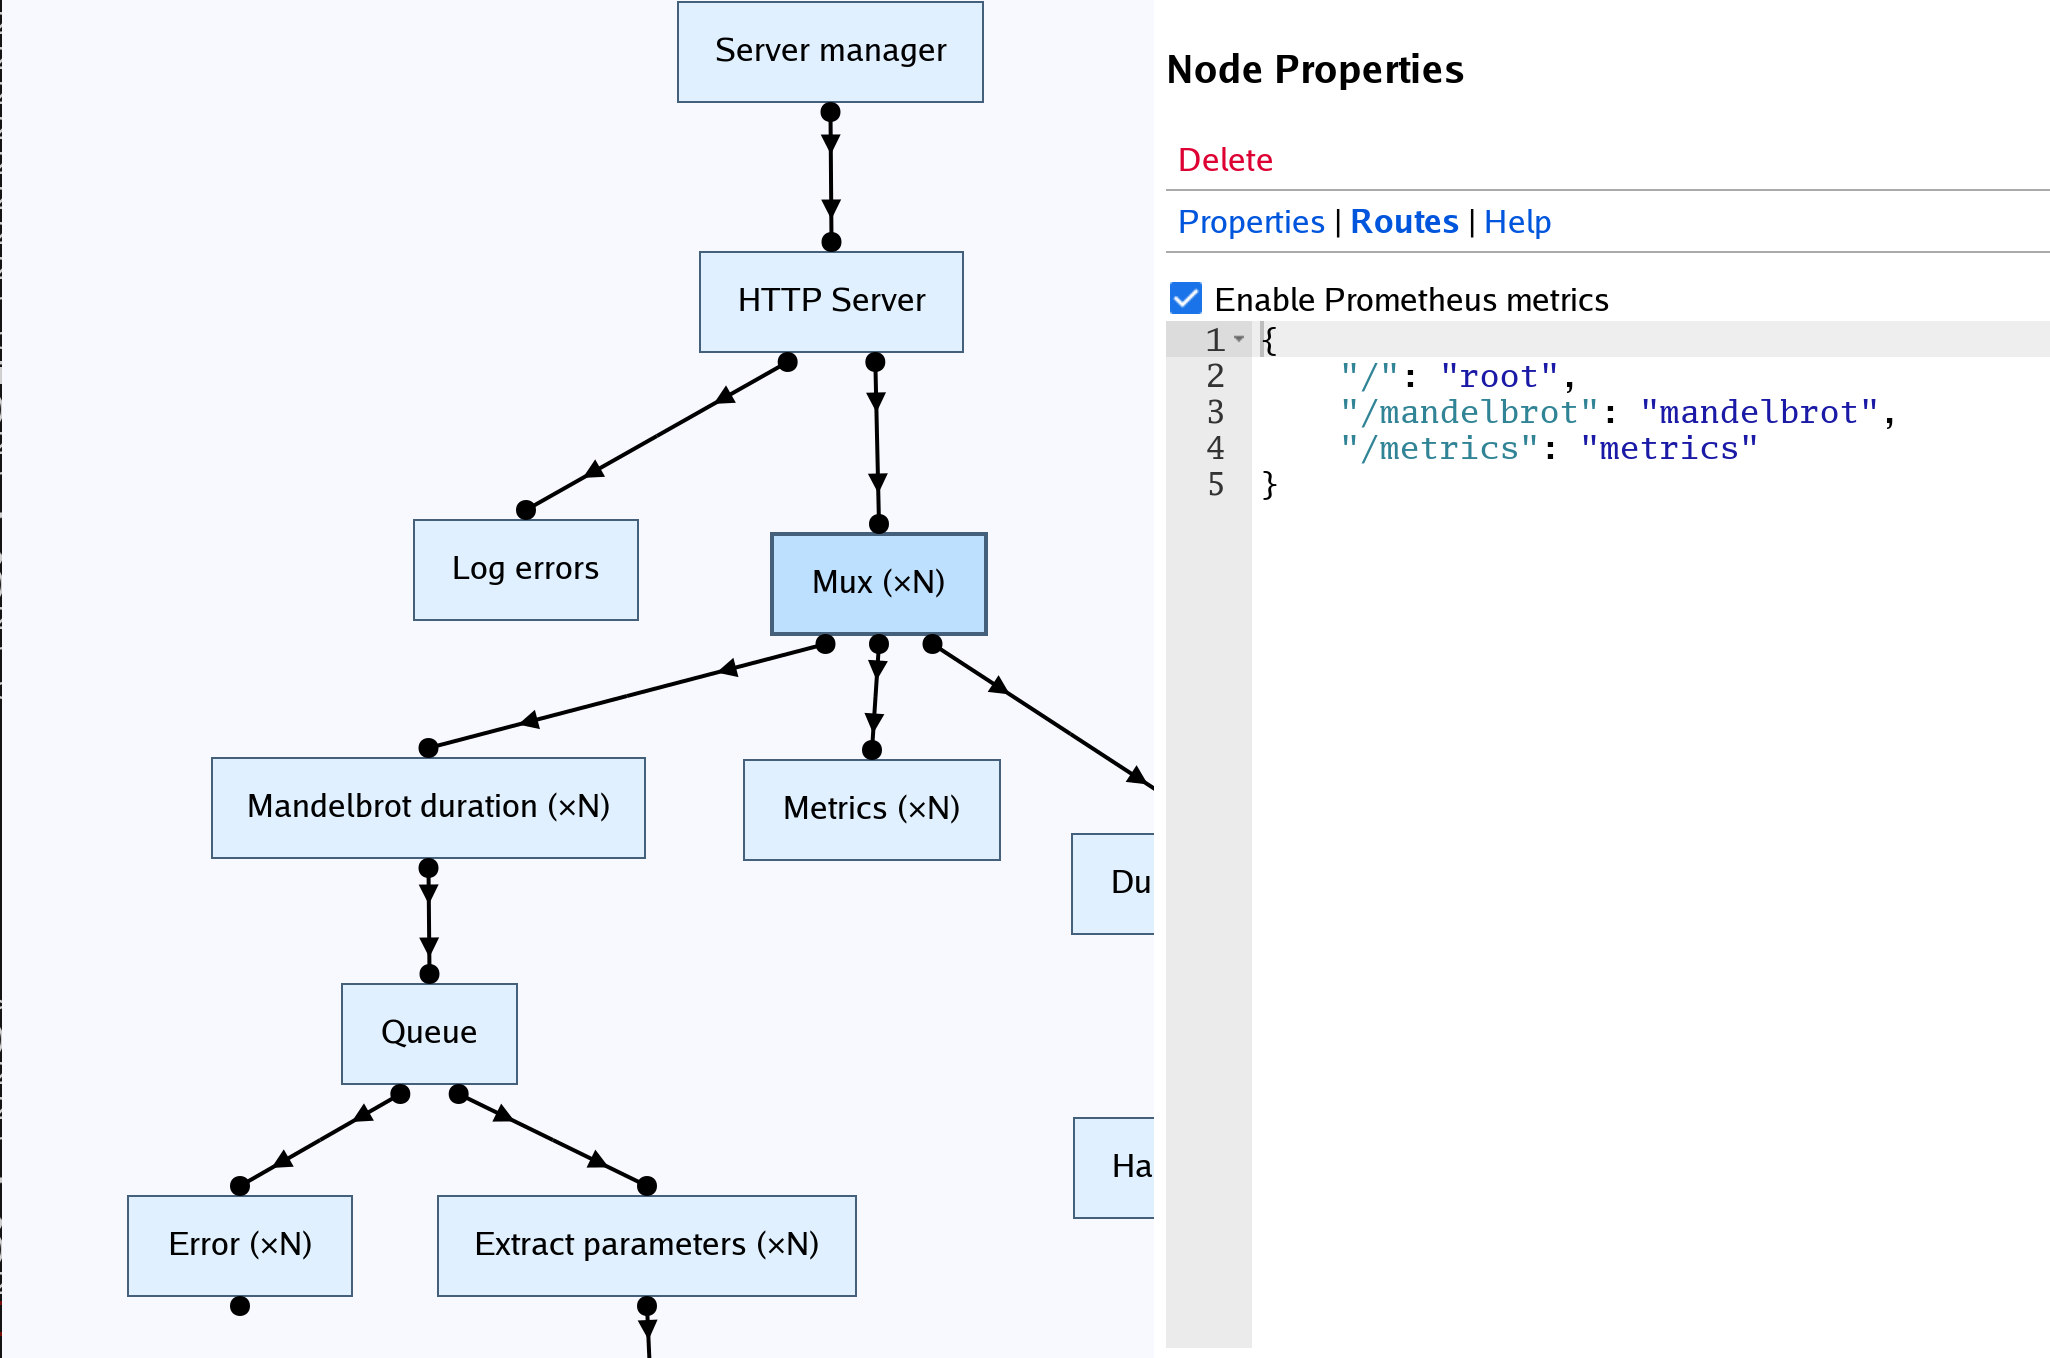 Server manager
HTTP Server
Log errors
Mux (×N)
Mandelbrot duration (×N)
Metrics (×N)
Du
Queue
Ha
Error (×N)
Extract parameters (×N)
Node Properties
Delete
Properties | Routes | Help
Enable Prometheus metrics
1 {
2 "/": "root",
3 "/mandelbrot": "mandelbrot",
4 "/metrics": "metrics"
5 }